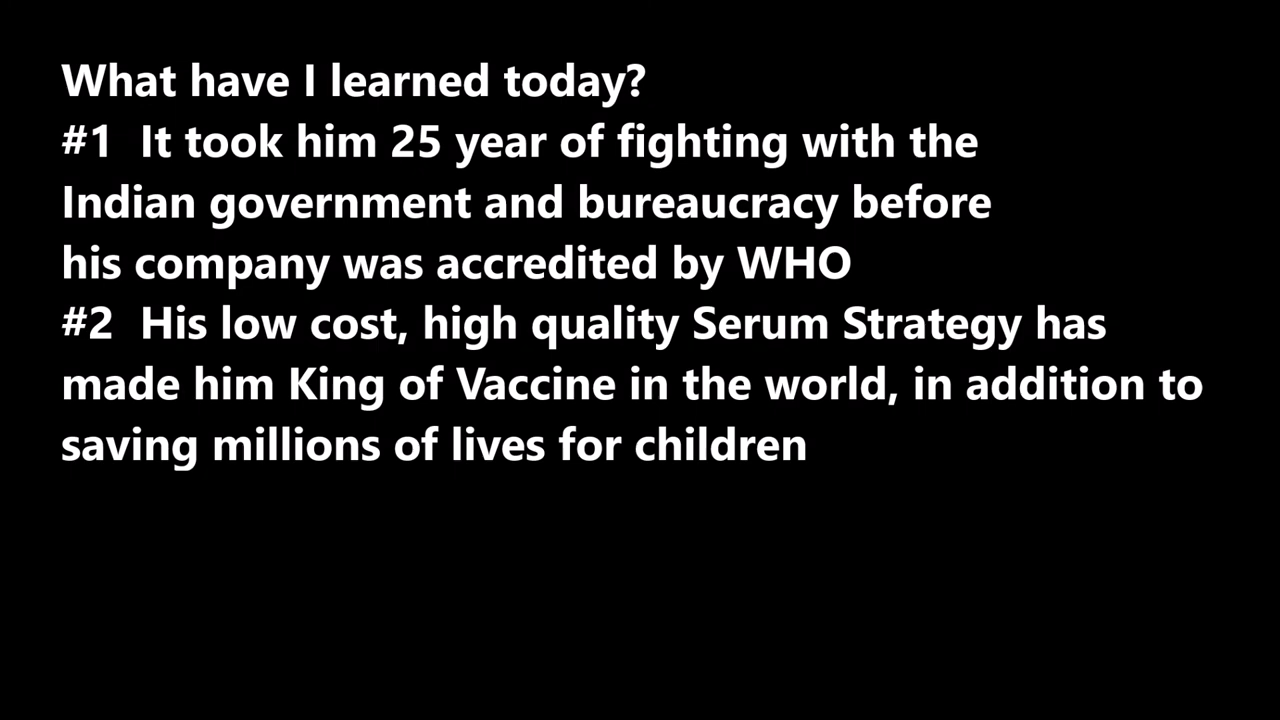 What have I learned today?
#1 It took him 25 year of fighting with the
Indian government and bureaucracy before
his company was accredited by WHO
#2 His low cost, high quality Serum Strategy has
made him King of Vaccine in the world, in addition to
saving millions of lives for children